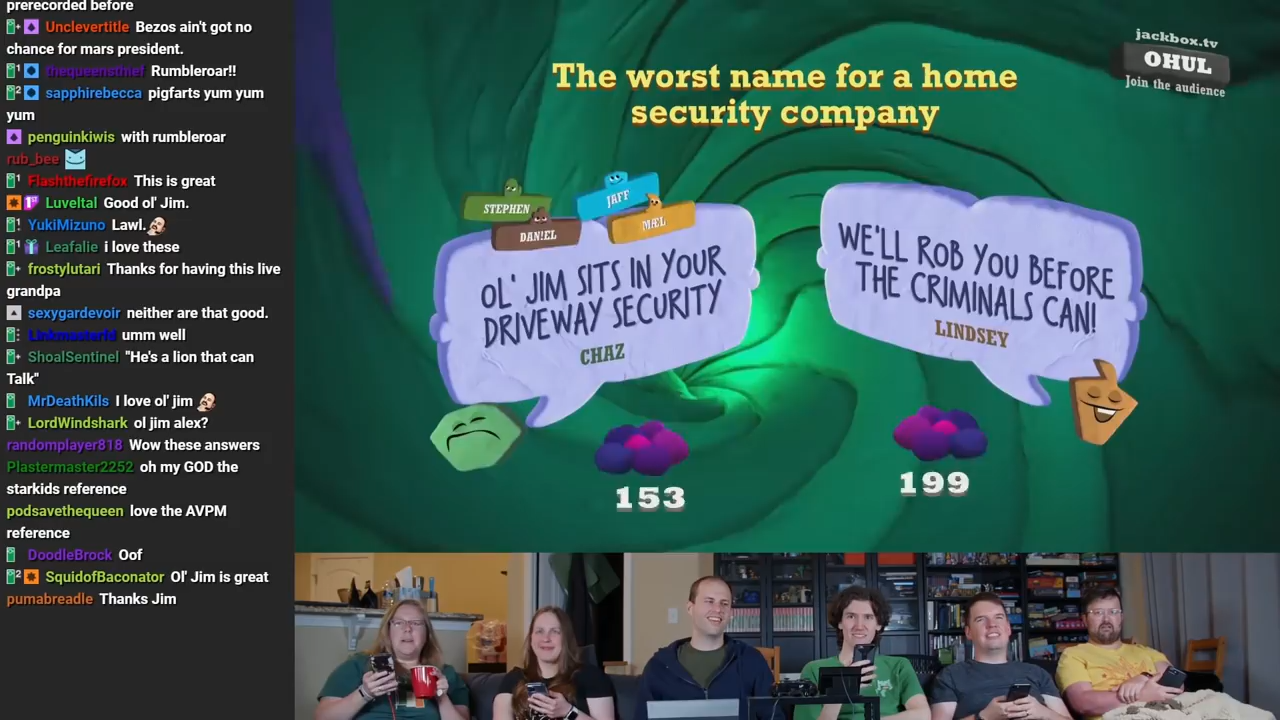 prerecorded before
Unclevertitle Bezos ain't got no
chance for mars president.
thequeensthief Rumbleroar!!
sapphirebecca pigfarts yum yum
yum
penguinkiwis with rumbleroar
rub_bee
Flashthefirefox This is great
Luveltal Good ol' Jim.
YukiMizuno Lawl.
Leafalie i love these
frostylutari Thanks for having this live
grandpa
sexygardevoir neither are that good.
Linkmasterfd umm well
ShoalSentinel "He's a lion that can
Talk"
MrDeathKils I love ol' jim
LordWindshark ol jim alex?
randomplayer818 Wow these answers
Plastermaster2252 oh my GOD the
starkids reference
podsavethequeen love the AVPM
reference
DoodleBrock Oof
SquidofBaconator Ol' Jim is great
pumabreadle Thanks Jim
jackbox.tv
OHUL
Join the audience
The worst name for a home
security company
STEPHEN
JAFF
DAN!EL
MÆL
OL' JIM SITS IN YOUR
DRIVEWAY SECURITY
CHAZ
153
WE'LL ROB YOU BEFORE
THE CRIMINALS CAN!
LINDSEY
199